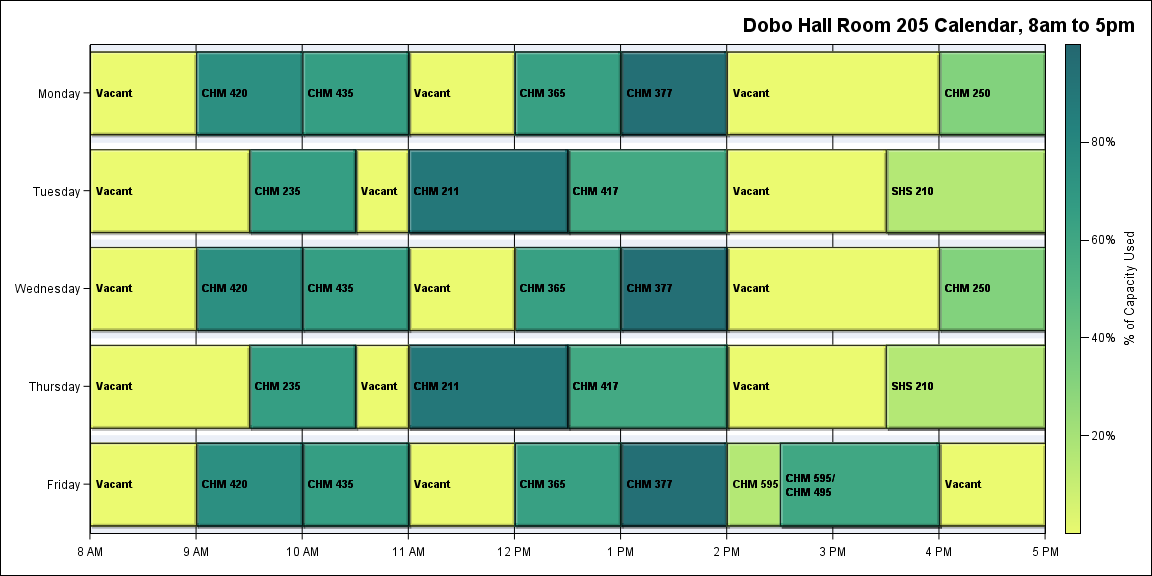 Dobo Hall Room 205 Calendar, 8am to 5pm
Monday
Vacant
CHM 420
CHM 435
Vacant
CHM 365
CHM 377
Vacant
CHM 250
Tuesday
Vacant
CHM 235
Vacant
CHM 211
CHM 417
Vacant
SHS 210
Wednesday
Vacant
CHM 420
CHM 435
Vacant
CHM 365
CHM 377
Vacant
CHM 250
Thursday
Vacant
CHM 235
Vacant
CHM 211
CHM 417
Vacant
SHS 210
Friday
Vacant
CHM 420
CHM 435
Vacant
CHM 365
CHM 377
CHM 595
CHM 595/
CHM 495
Vacant
8 AM
9 AM
10 AM
11 AM
12 PM
1 PM
2 PM
3 PM
4 PM
5 PM
80%
60%
40%
20%
% of Capacity Used